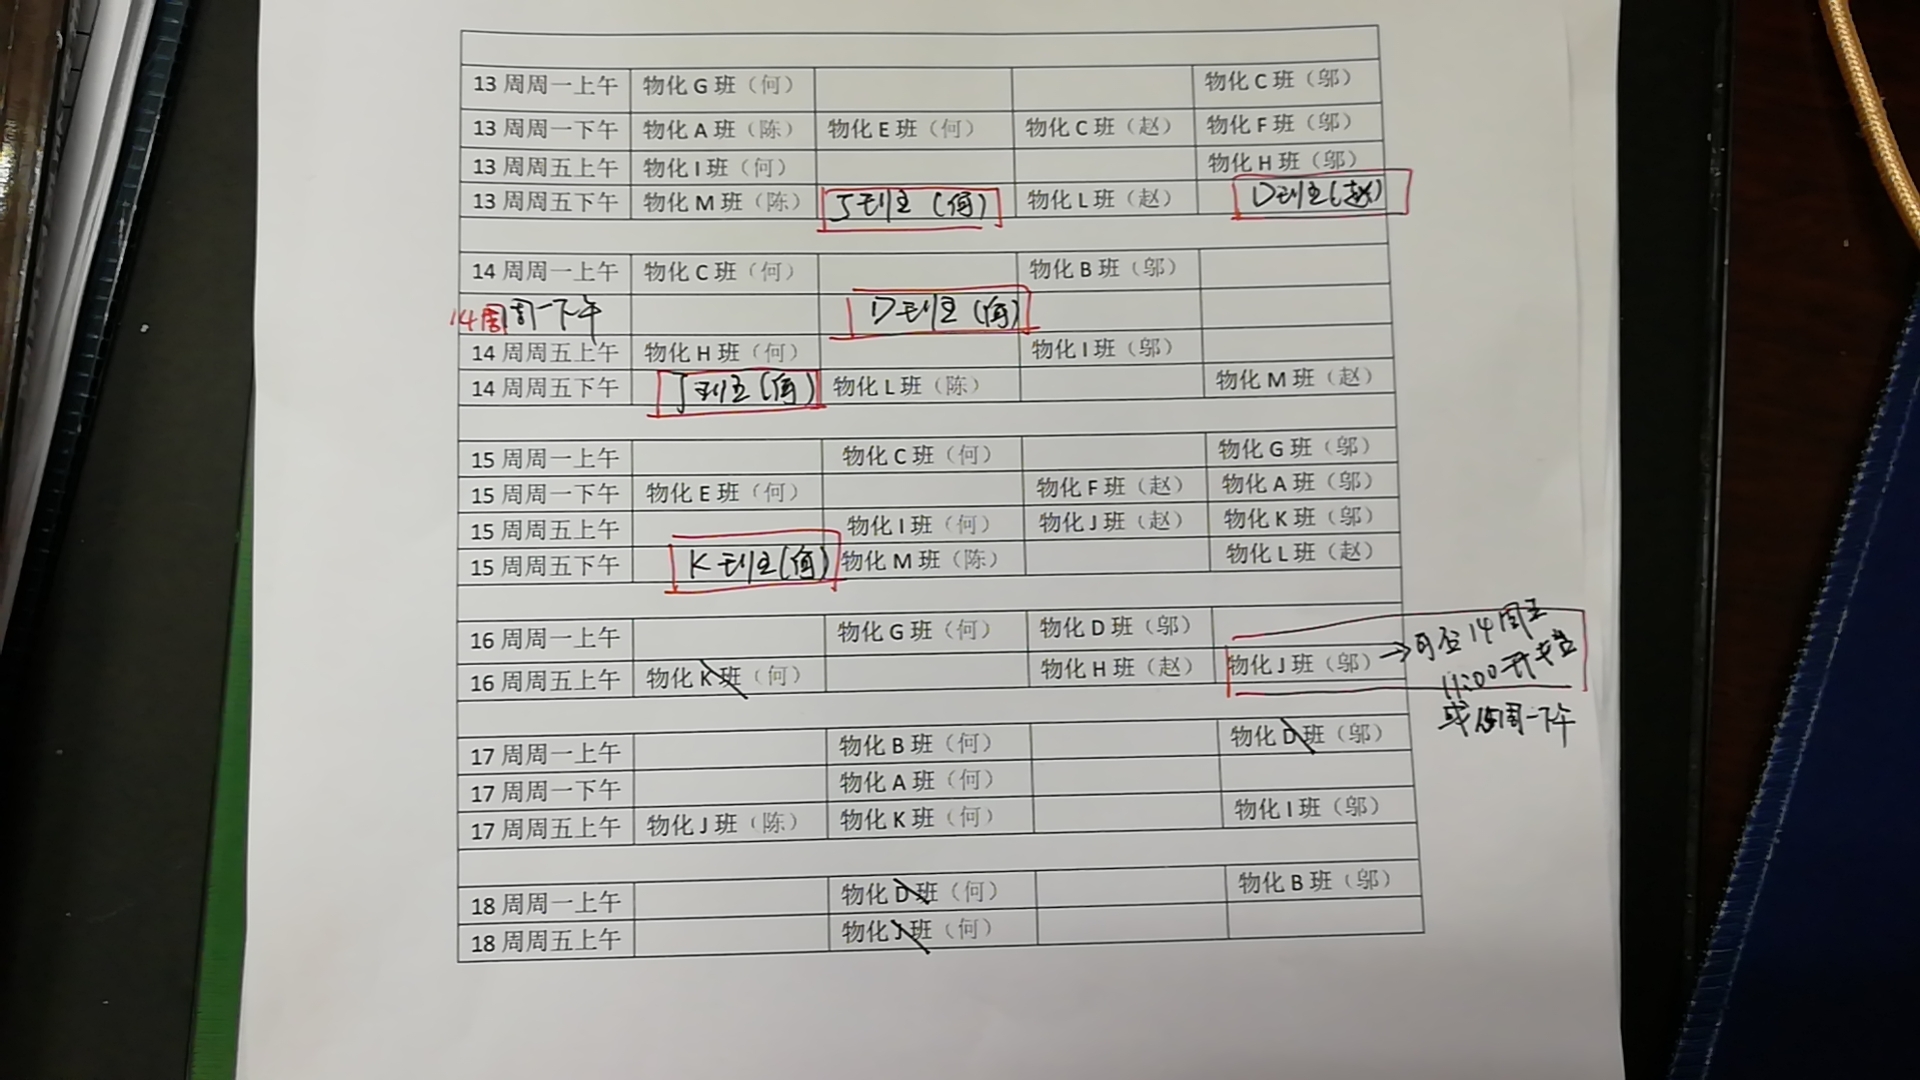 13 周周一上午 物化 G 班（何） 物化 C 班（邬）
13 周周一下午 物化 A 班（陈） 物化 E 班（何） 物化 C 班（赵） 物化 F 班（邬）
13 周周五上午 物化 I 班（何） 物化 H 班（邬）
13 周周五下午 物化 M 班（陈） J班（何） 物化 L 班（赵） D班（赵）
14 周周一上午 物化 C 班（何） 物化 B 班（邬）
14周周一下午 D班（何）
14 周周五上午 物化 H 班（何） 物化 I 班（邬）
14 周周五下午 J班（何） 物化 L 班（陈） 物化 M 班（赵）
15 周周一上午 物化 C 班（何） 物化 G 班（邬）
15 周周一下午 物化 E 班（何） 物化 F 班（赵） 物化 A 班（邬）
15 周周五上午 物化 I 班（何） 物化 J 班（赵） 物化 K 班（邬）
15 周周五下午 K班（何） 物化 M 班（陈） 物化 L 班（赵）
16 周周一上午 物化 G 班（何） 物化 D 班（邬）
16 周周五上午 物化 K 班（何） 物化 H 班（赵） 物化 J 班（邬）
→可在14周五
11:00开实验
或15周一下午
17 周周一上午 物化 B 班（何） 物化 D 班（邬）
17 周周一下午 物化 A 班（何）
17 周周五上午 物化 J 班（陈） 物化 K 班（何） 物化 I 班（邬）
18 周周一上午 物化 D 班（何） 物化 B 班（邬）
18 周周五上午 物化 J 班（何）